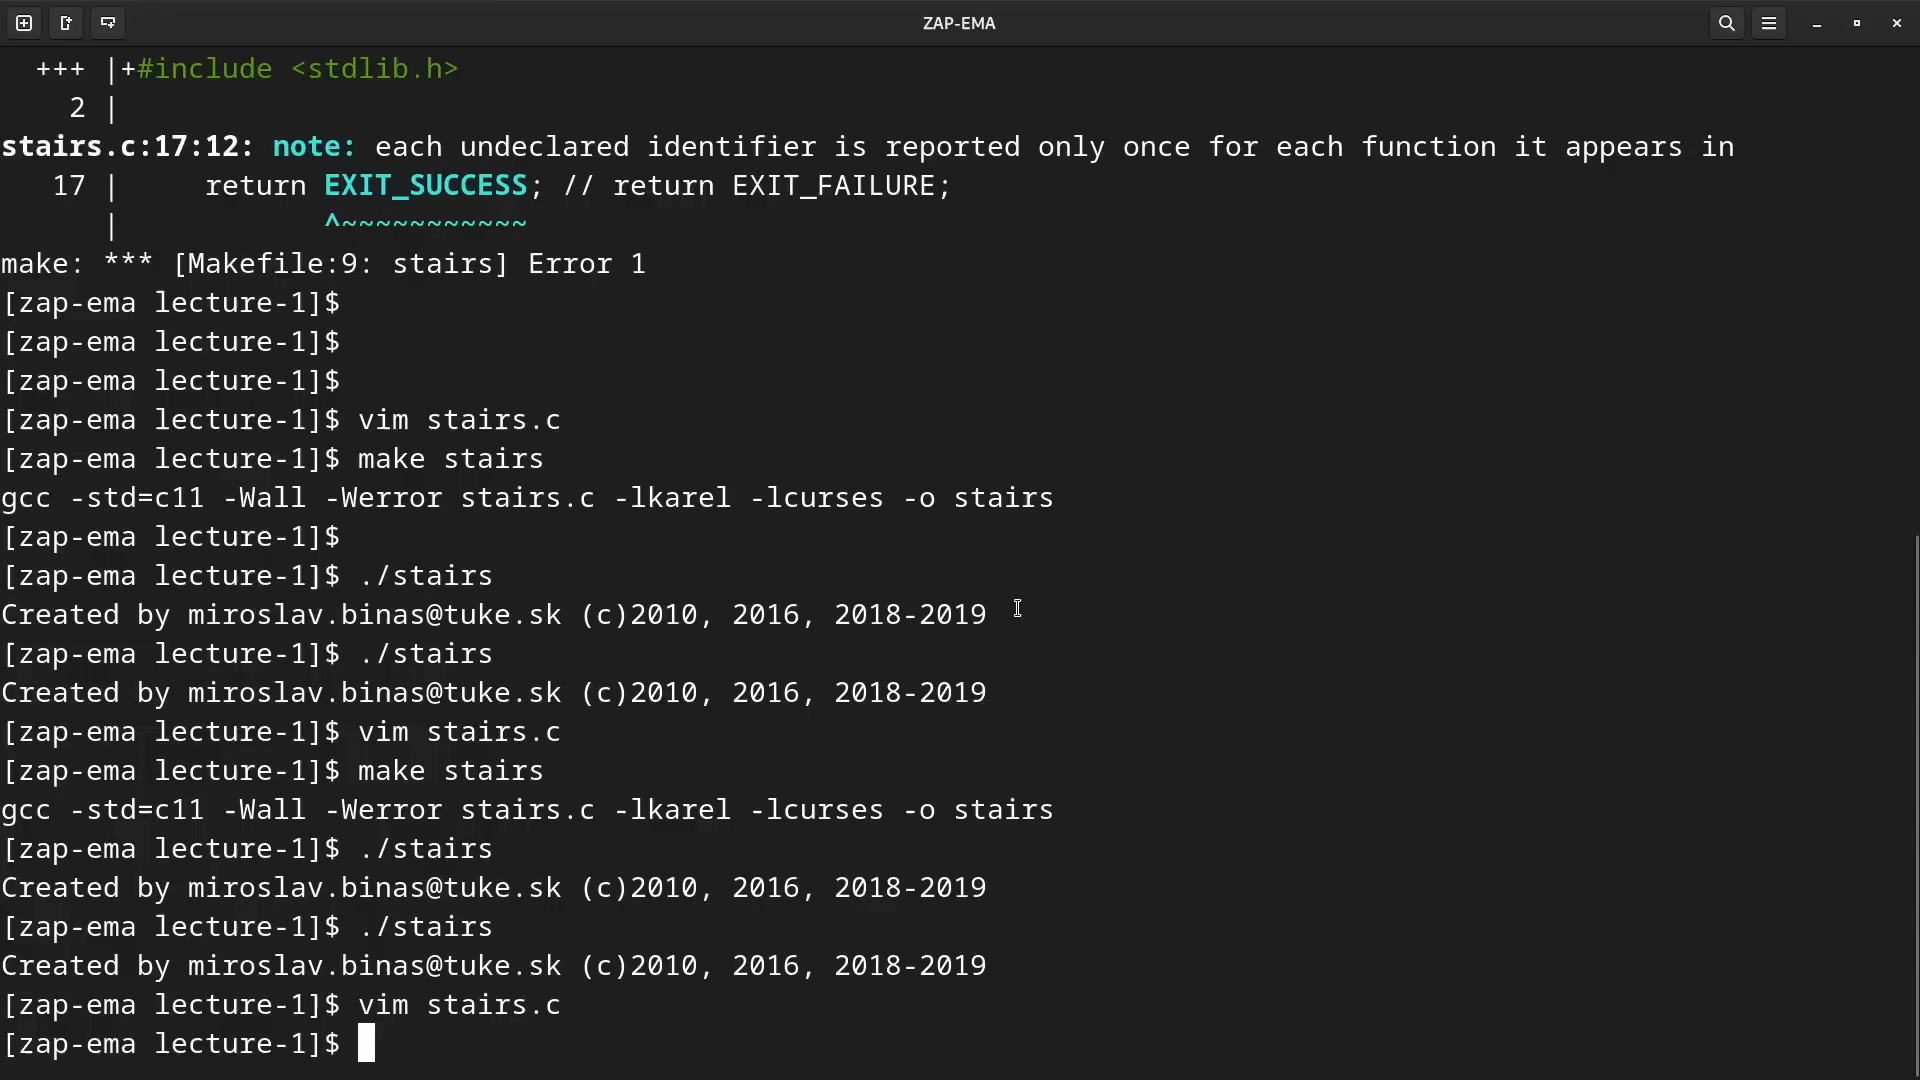 ZAP-EMA
+++ |+#include <stdlib.h>
2 |
stairs.c:17:12: note: each undeclared identifier is reported only once for each function it appears in
17 |     return EXIT_SUCCESS; // return EXIT_FAILURE;
|            ^~~~~~~~~~~~
make: *** [Makefile:9: stairs] Error 1
[zap-ema lecture-1]$
[zap-ema lecture-1]$
[zap-ema lecture-1]$
[zap-ema lecture-1]$ vim stairs.c
[zap-ema lecture-1]$ make stairs
gcc -std=c11 -Wall -Werror stairs.c -lkarel -lcurses -o stairs
[zap-ema lecture-1]$
[zap-ema lecture-1]$ ./stairs
Created by miroslav.binas@tuke.sk (c)2010, 2016, 2018-2019
[zap-ema lecture-1]$ ./stairs
Created by miroslav.binas@tuke.sk (c)2010, 2016, 2018-2019
[zap-ema lecture-1]$ vim stairs.c
[zap-ema lecture-1]$ make stairs
gcc -std=c11 -Wall -Werror stairs.c -lkarel -lcurses -o stairs
[zap-ema lecture-1]$ ./stairs
Created by miroslav.binas@tuke.sk (c)2010, 2016, 2018-2019
[zap-ema lecture-1]$ ./stairs
Created by miroslav.binas@tuke.sk (c)2010, 2016, 2018-2019
[zap-ema lecture-1]$ vim stairs.c
[zap-ema lecture-1]$